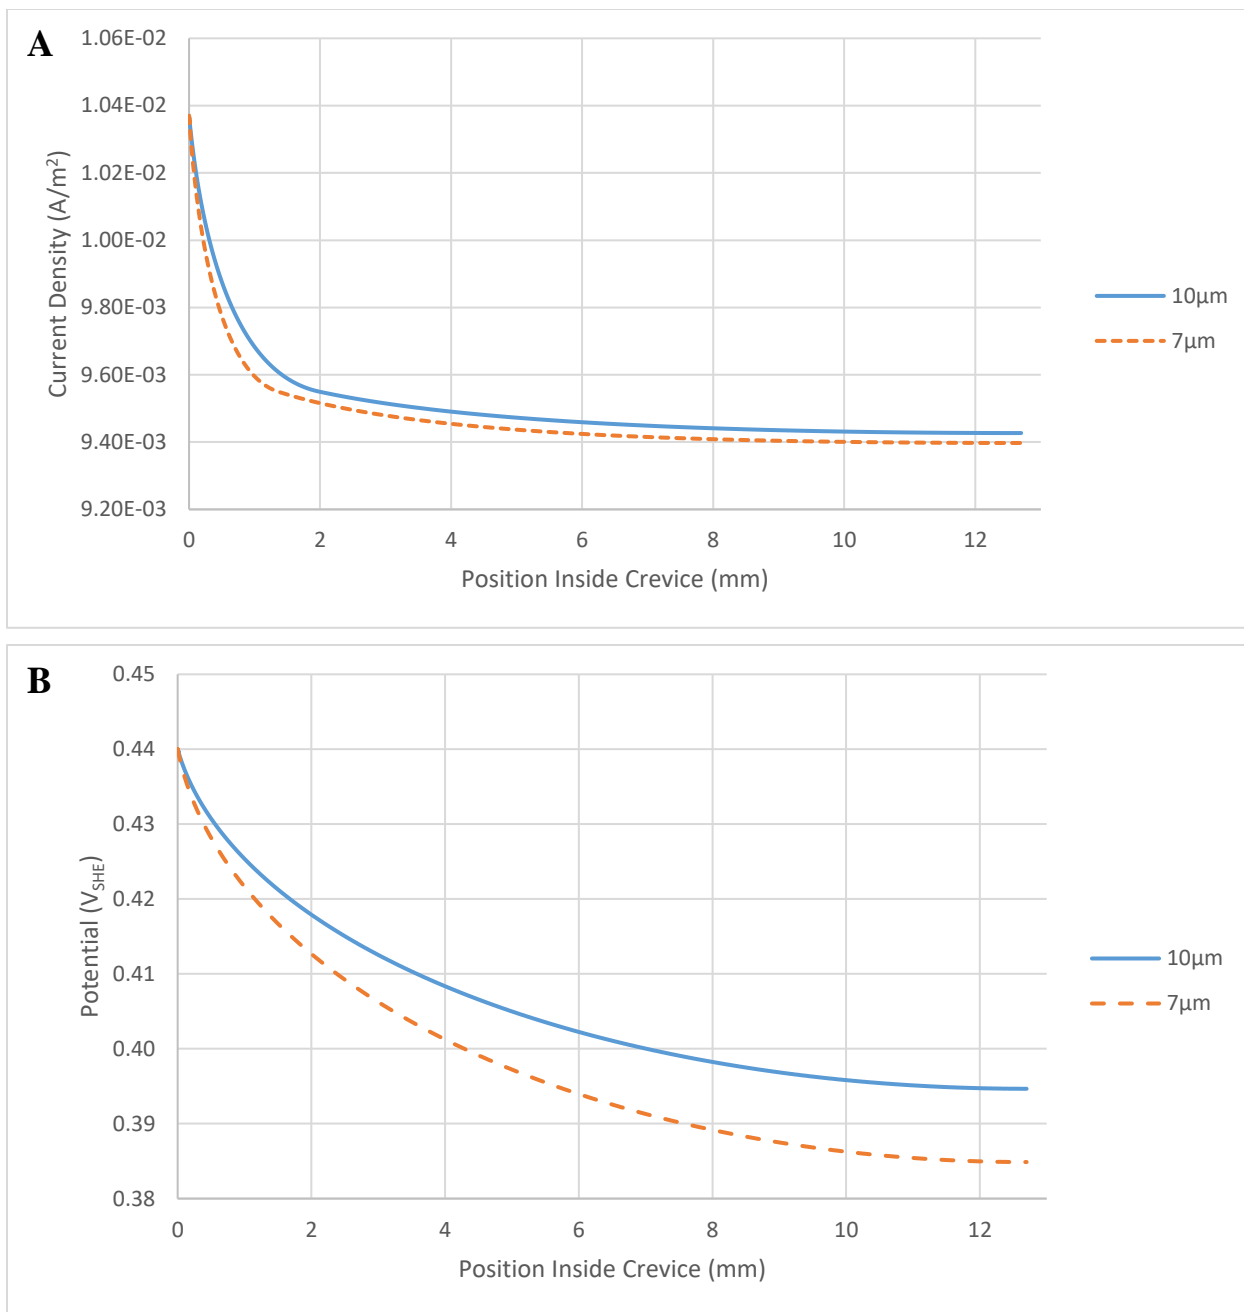 A
1.06E-02
1.04E-02
1.02E-02
1.00E-02
9.80E-03
9.60E-03
9.40E-03
9.20E-03
Current Density (A/m²)
0 2 4 6 8 10 12
Position Inside Crevice (mm)
10μm
7μm
B
0.45
0.44
0.43
0.42
0.41
0.40
0.39
0.38
Potential (V_SHE)
0 2 4 6 8 10 12
Position Inside Crevice (mm)
10μm
7μm